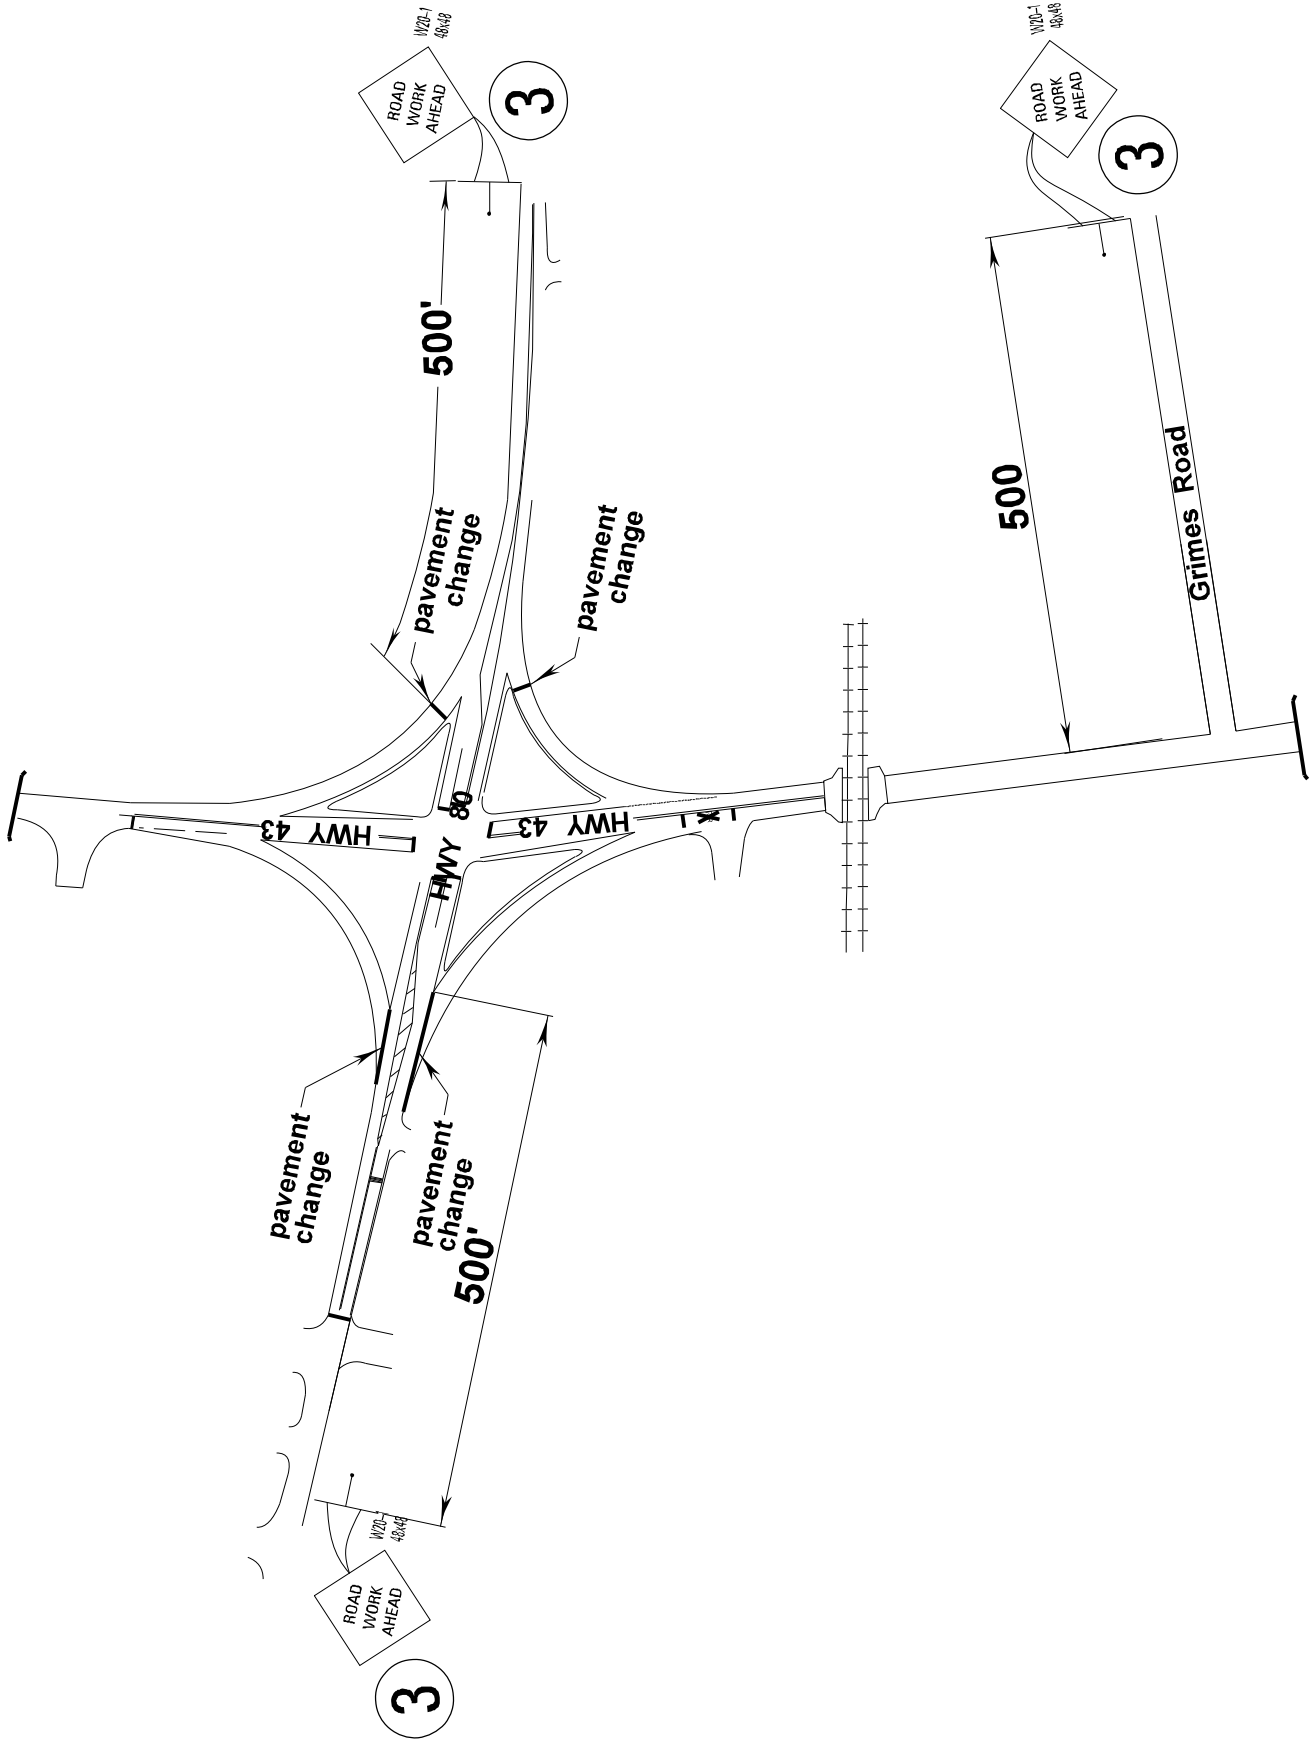 W20-1
48x48
ROAD
WORK
AHEAD
3
W20-1
48x48
ROAD
WORK
AHEAD
3
500'
500
pavement
change
pavement
change
Grimes Road
HWY 43
HWY 43
HWY 80
pavement
change
pavement
change
500'
W20-1
48x48
ROAD
WORK
AHEAD
3